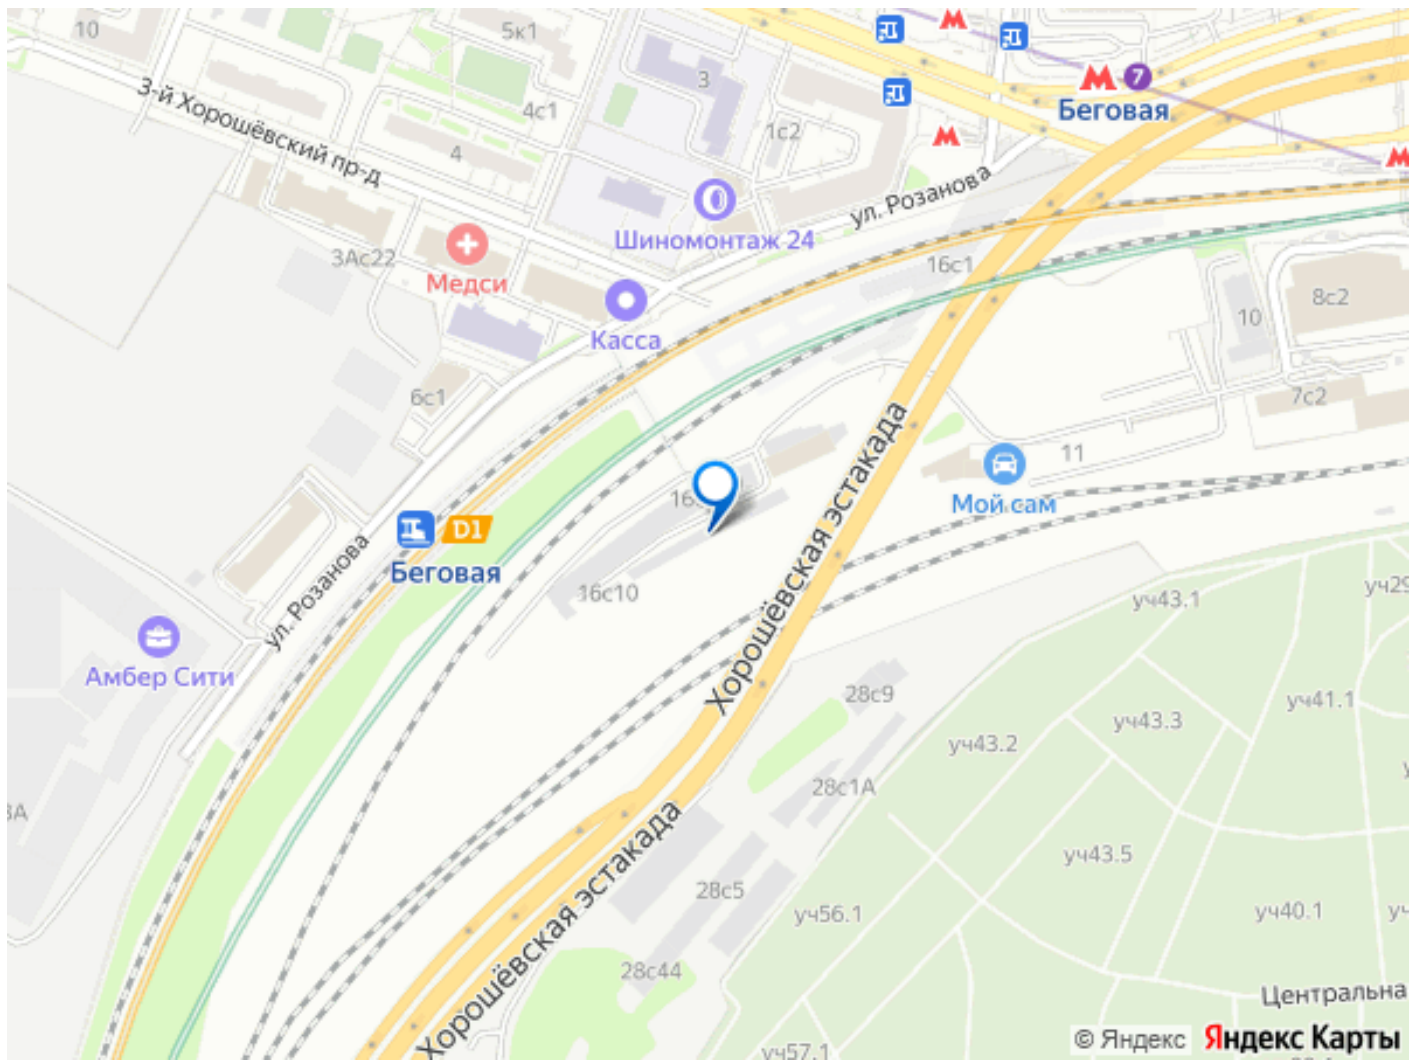 10
5к1
7
Беговая
3
3-й Хорошёвский пр-д
4с1
1с2
4
ул. Розанова
Шиномонтаж 24
3Ас22
16с1
Медси
8с2
10
Касса
6с1
7с2
11
Хорошёвская эстакада
Мой сам
D1
Беговая
ул. Розанова
16с10
уч43.1
Амбер Сити
28с9
уч41.1
уч43.3
уч43.2
28с1А
Хорошёвская эстакада
уч43.5
28с5
уч40.1
уч56.1
28с44
Центральна
© Яндекс Яндекс Карты
уч57.1